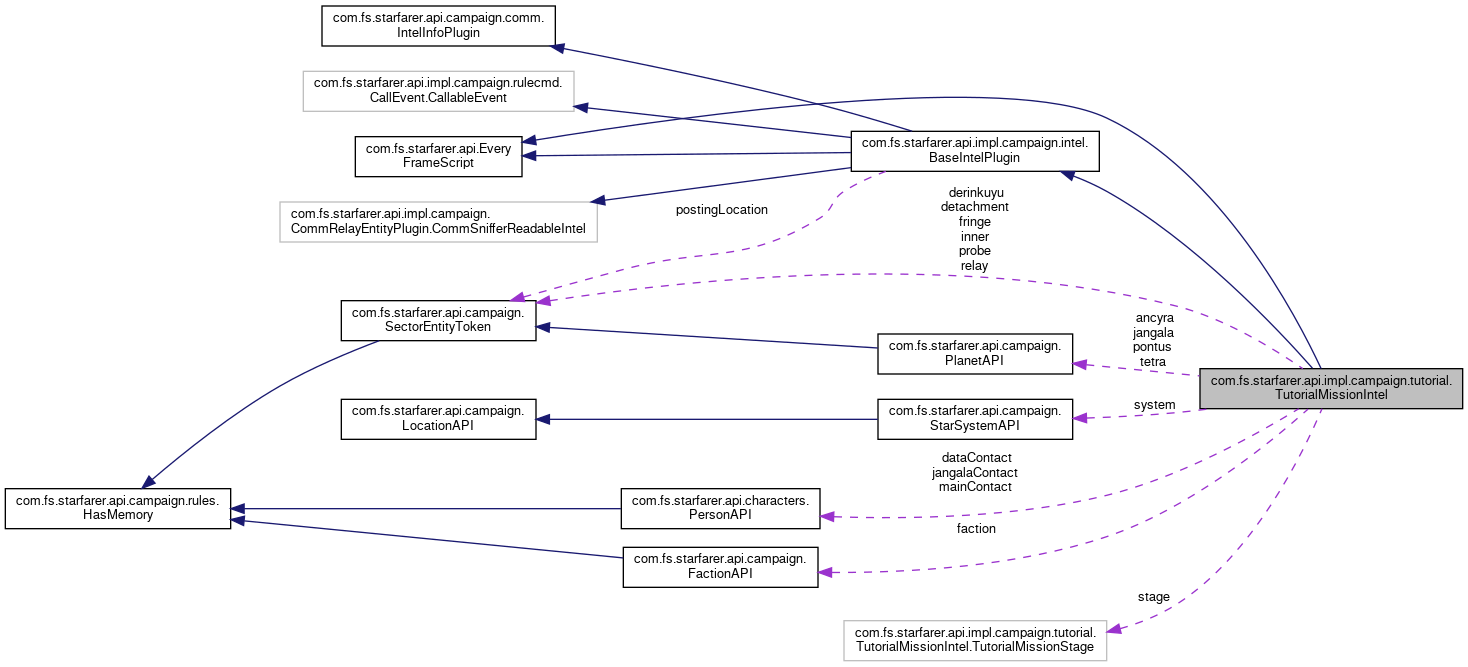 com.fs.starfarer.api.campaign.comm.
IntelInfoPlugin
com.fs.starfarer.api.impl.campaign.rulecmd.
CallEvent.CallableEvent
com.fs.starfarer.api.Every
FrameScript
com.fs.starfarer.api.impl.campaign.intel.
BaseIntelPlugin
com.fs.starfarer.api.impl.campaign.
CommRelayEntityPlugin.CommSnifferReadableIntel
postingLocation
derinkuyu
detachment
fringe
inner
probe
relay
com.fs.starfarer.api.campaign.
SectorEntityToken
com.fs.starfarer.api.campaign.
PlanetAPI
ancyra
jangala
pontus
tetra
com.fs.starfarer.api.impl.campaign.tutorial.
TutorialMissionIntel
com.fs.starfarer.api.campaign.
LocationAPI
com.fs.starfarer.api.campaign.
StarSystemAPI
system
dataContact
jangalaContact
mainContact
com.fs.starfarer.api.campaign.rules.
HasMemory
com.fs.starfarer.api.characters.
PersonAPI
faction
com.fs.starfarer.api.campaign.
FactionAPI
stage
com.fs.starfarer.api.impl.campaign.tutorial.
TutorialMissionIntel.TutorialMissionStage